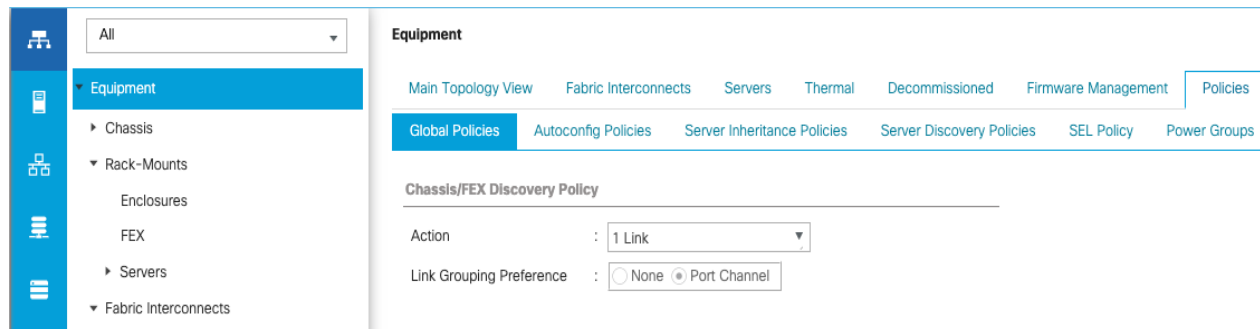 All
Equipment
Chassis
Rack-Mounts
Enclosures
FEX
Servers
Fabric Interconnects
Equipment
Main Topology View Fabric Interconnects Servers Thermal Decommissioned Firmware Management Policies
Global Policies Autoconfig Policies Server Inheritance Policies Server Discovery Policies SEL Policy Power Groups
Chassis/FEX Discovery Policy
Action : 1 Link
Link Grouping Preference : None Port Channel